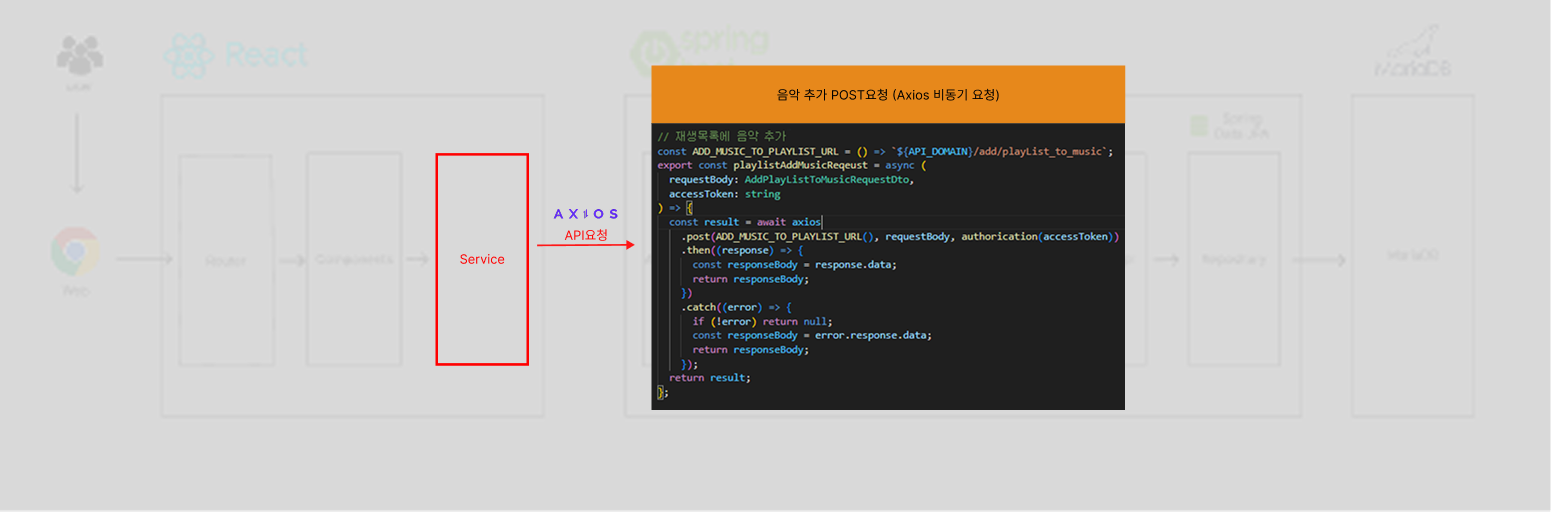 React
spring
MariaDB
음악 추가 POST요청 (Axios 비동기 요청)
// 재생목록에 음악 추가
const ADD_MUSIC_TO_PLAYLIST_URL = () => `${API_DOMAIN}/add/playList_to_music`;
export const playlistAddMusicReqeust = async (
requestBody: AddPlayListToMusicRequestDto,
accessToken: string
) => {
const result = await axios
.post(ADD_MUSIC_TO_PLAYLIST_URL(), requestBody, authorication(accessToken))
.then((response) => {
const responseBody = response.data;
return responseBody;
})
.catch((error) => {
if (!error) return null;
const responseBody = error.response.data;
return responseBody;
});
return result;
};
AXIOS
API요청
Service
Router
Components
Spring
Data JPA
Repository
MariaDB
Web